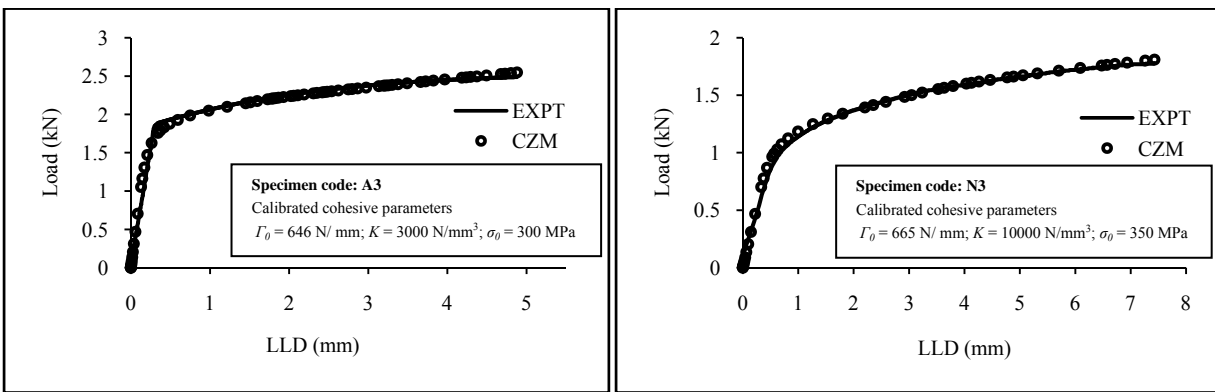 3
2.5
2
1.5
1
0.5
0
Load (kN)
EXPT
CZM
Specimen code: A3
Calibrated cohesive parameters
Γ0 = 646 N/ mm; K = 3000 N/mm³; σ0 = 300 MPa
0 1 2 3 4 5
LLD (mm)
2
1.5
1
0.5
0
Load (kN)
EXPT
CZM
Specimen code: N3
Calibrated cohesive parameters
Γ0 = 665 N/ mm; K = 10000 N/mm³; σ0 = 350 MPa
0 1 2 3 4 5 6 7 8
LLD (mm)